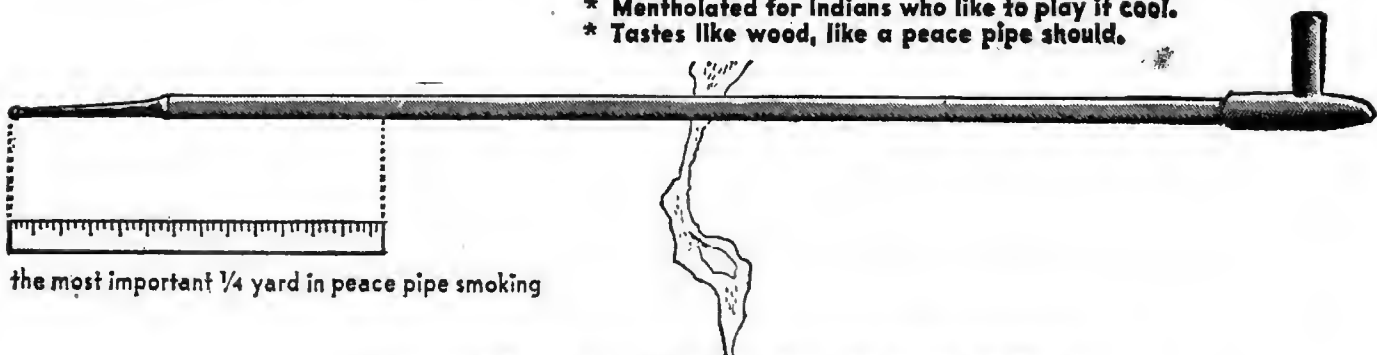 * Mentholated for Indians who like to play it cool.
* Tastes like wood, like a peace pipe should.
the most important ¼ yard in peace pipe smoking